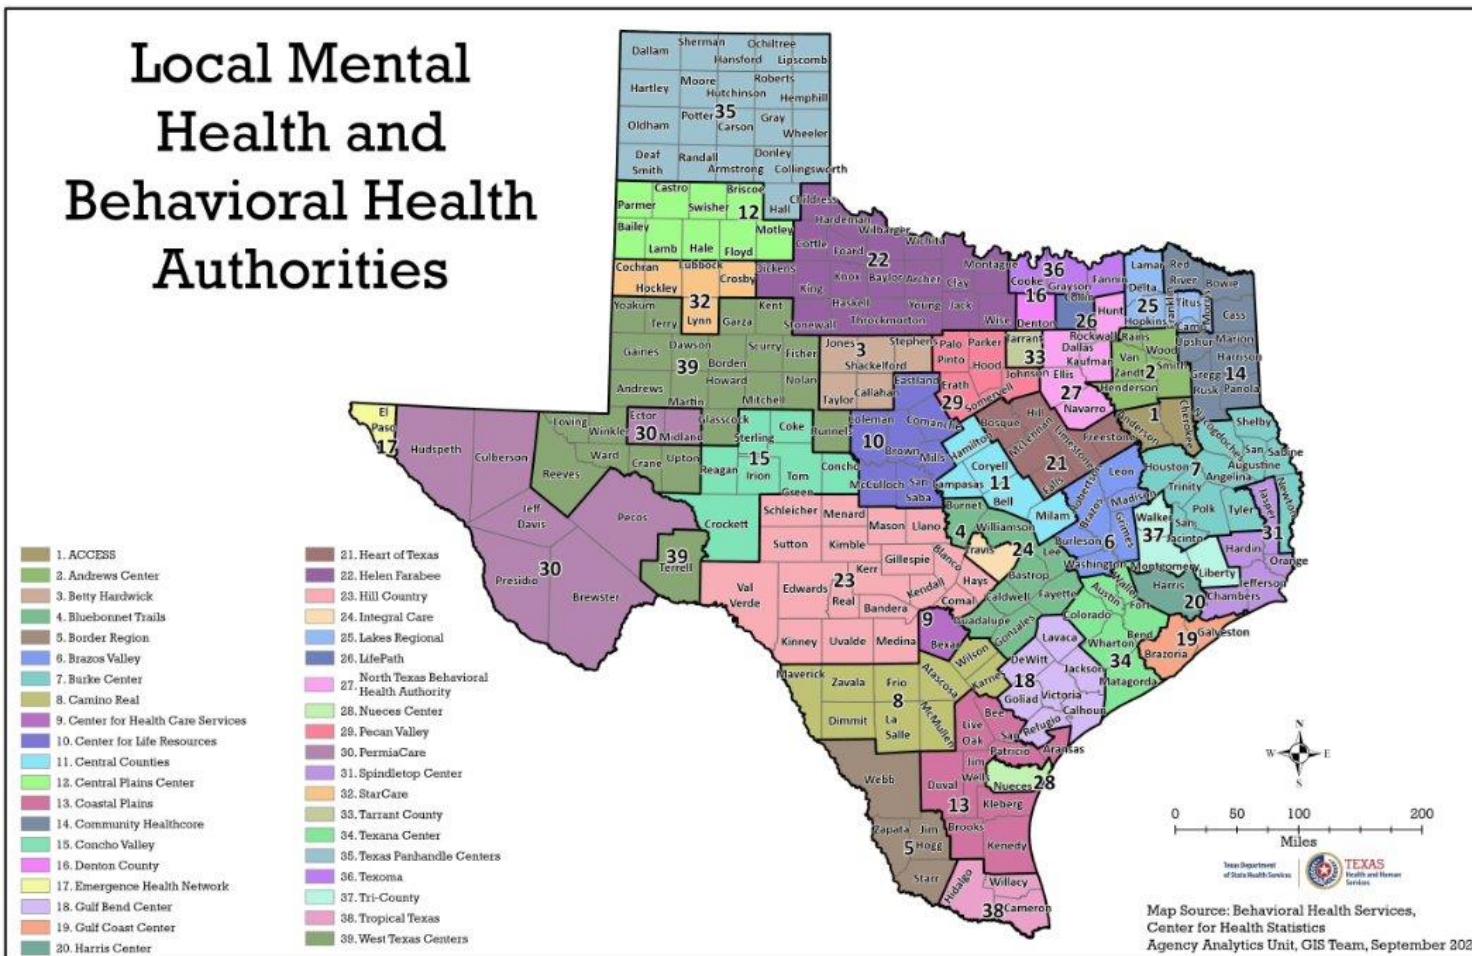 Local Mental
Health and
Behavioral Health
Authorities
Dallam
Sherman
Hansford
Ochiltree
Lipscomb
Hartley
Moore
Hutchinson
Roberts
Hemphill
35
Oldham
Potter
Carson
Gray
Wheeler
Deaf
Smith
Randall
Armstrong
Donley
Collingsworth
Parmer
Castro
Swisher
Briscoe
12
Hall
Childress
Bailey
Lamb
Hale
Floyd
Motley
Cottle
Hardeman
Foard
Wilbarger
Wichita
22
Cochran
Hockley
Lubbock
Crosby
Dickens
King
Knox
Baylor
Archer
Clay
Montague
32
Yoakum
Terry
Lynn
Garza
Kent
Stonewall
Haskell
Throckmorton
Young
Jack
Wise
36
Cooke
Grayson
Fannin
16
Denton
Collin
26
Hunt
Lamar
Delta
25
Hopkins
Red
River
Franklin
Titus
Camp
Morris
Bowie
Cass
Gaines
Dawson
Borden
Scurry
Fisher
39
Andrews
Martin
Howard
Mitchell
Nolan
Jones
3
Shackelford
Stephens
Taylor
Callahan
Eastland
Palo
Pinto
Parker
Hood
Erath
Somervell
29
Johnson
Tarrant
33
Rockwall
Dallas
Kaufman
Ellis
27
Navarro
Rains
Van
Zandt
Wood
2
Smith
Henderson
Upshur
Marion
Harrison
Gregg
14
Rusk
Panola
El
Paso
17
Hudspeth
Culberson
Reeves
Loving
Winkler
Ward
Ector
30
Midland
Crane
Upton
Glasscock
Sterling
Coke
Runnels
15
Reagan
Irion
Tom
Green
Concho
Crockett
Coleman
10
Brown
Comanche
Mills
McCulloch
San
Saba
Hamilton
Coryell
Lampasas
11
Bell
Milam
Bosque
Hill
McLennan
Limestone
Freestone
21
Falls
Anderson
1
Cherokee
Nacogdoches
Shelby
San
Augustine
Sabine
Houston
7
Angelina
Trinity
Polk
Tyler
Jasper
Newton
31
Hardin
Orange
Jefferson
Chambers
Leon
Robertson
Madison
Brazos
Grimes
Burleson
6
Washington
Walker
37
San
Jacinto
Montgomery
Liberty
Harris
20
Jeff
Davis
Pecos
Presidio
30
Brewster
39
Terrell
Schleicher
Menard
Mason
Llano
Sutton
Kimble
Gillespie
Blanco
Kerr
Val
Verde
Edwards
23
Real
Bandera
Kendall
Hays
Comal
Kinney
Uvalde
Medina
Burnet
4
Williamson
Travis
24
Lee
Bastrop
Caldwell
Fayette
Guadalupe
Gonzales
9
Bexar
Waller
Austin
Fort
Bend
Colorado
Wharton
34
Matagorda
19
Galveston
Brazoria
Lavaca
DeWitt
Jackson
18
Victoria
Goliad
Calhoun
Refugio
Maverick
Zavala
Frio
Atascosa
Wilson
Karnes
8
Dimmit
La
Salle
McMullen
Bee
Live
Oak
San
Patricio
Aransas
Jim
Wells
Nueces
28
Duval
13
Kleberg
Brooks
Kenedy
Webb
Zapata
Jim
Hogg
5
Starr
Hidalgo
Willacy
38
Cameron
1. ACCESS
2. Andrews Center
3. Betty Hardwick
4. Bluebonnet Trails
5. Border Region
6. Brazos Valley
7. Burke Center
8. Camino Real
9. Center for Health Care Services
10. Center for Life Resources
11. Central Counties
12. Central Plains Center
13. Coastal Plains
14. Community Healthcore
15. Concho Valley
16. Denton County
17. Emergence Health Network
18. Gulf Bend Center
19. Gulf Coast Center
20. Harris Center
21. Heart of Texas
22. Helen Farabee
23. Hill Country
24. Integral Care
25. Lakes Regional
26. LifePath
27. North Texas Behavioral
Health Authority
28. Nueces Center
29. Pecan Valley
30. PermiaCare
31. Spindletop Center
32. StarCare
33. Tarrant County
34. Texana Center
35. Texas Panhandle Centers
36. Texoma
37. Tri-County
38. Tropical Texas
39. West Texas Centers
N
W E
S
0 50 100 200
Miles
Texas Department
of State Health Services
TEXAS
Health and Human
Services
Map Source: Behavioral Health Services,
Center for Health Statistics
Agency Analytics Unit, GIS Team, September 202